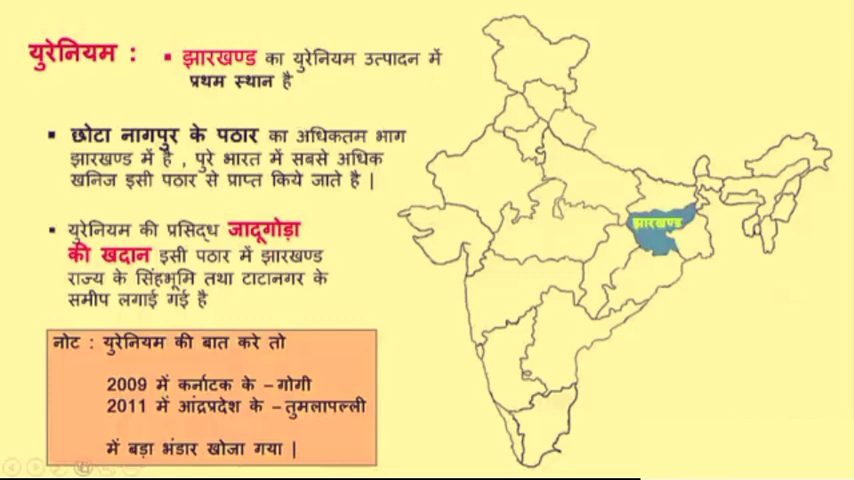 युरेनियम :
▪ झारखण्ड का युरेनियम उत्पादन में
प्रथम स्थान है
▪ छोटा नागपुर के पठार का अधिकतम भाग
झारखण्ड में है , पुरे भारत में सबसे अधिक
खनिज इसी पठार से प्राप्त किये जाते है |
▪ युरेनियम की प्रसिद्ध जादूगोड़ा
की खदान इसी पठार में झारखण्ड
राज्य के सिंहभूमि तथा टाटानगर के
समीप लगाई गई है
झारखण्ड
नोट : युरेनियम की बात करे तो
2009 में कर्नाटक के – गोगी
2011 में आंद्रप्रदेश के – तुमलापल्ली
में बड़ा भंडार खोजा गया |